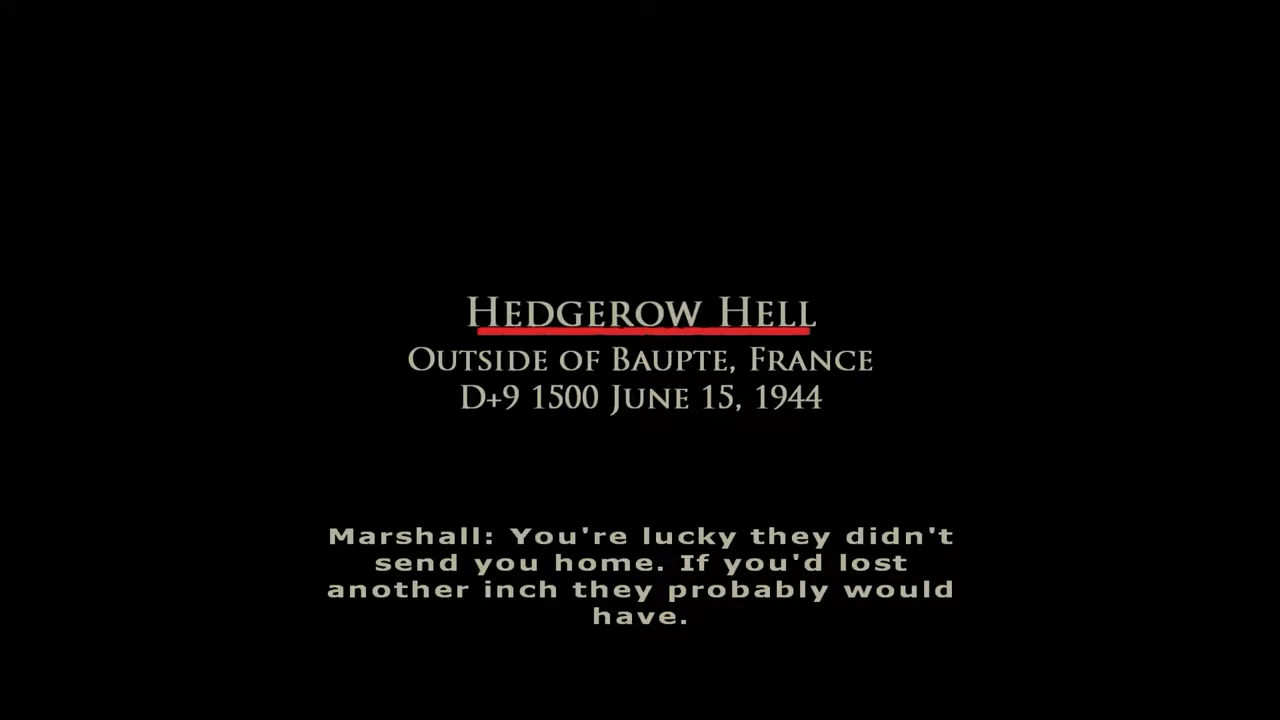 Hedgerow Hell
Outside of Baupte, France
D+9 1500 June 15, 1944
Marshall: You're lucky they didn't
send you home. If you'd lost
another inch they probably would
have.